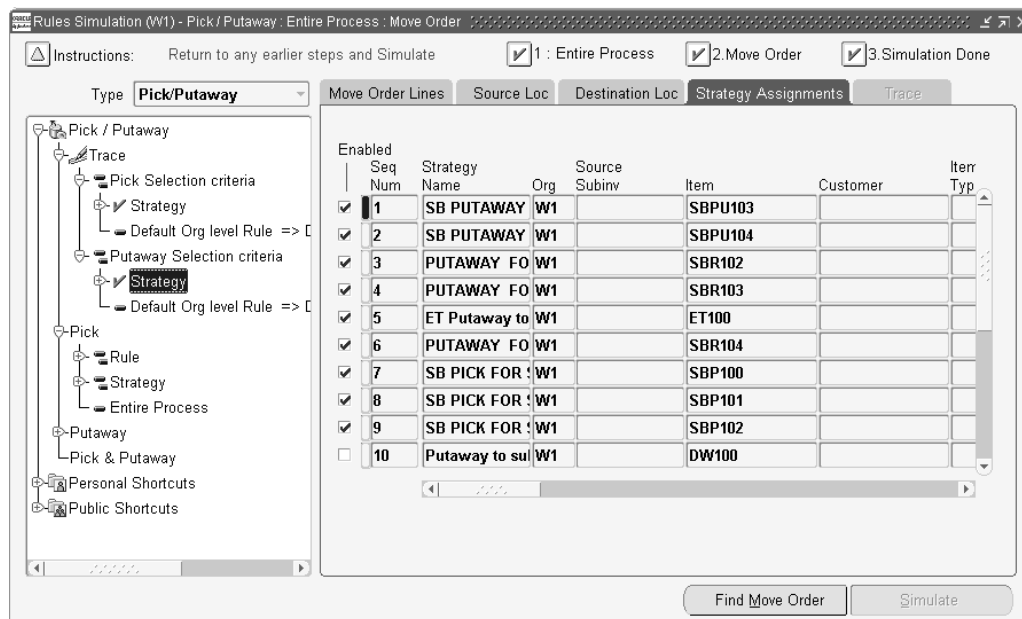 Rules Simulation (W1) - Pick / Putaway : Entire Process : Move Order
Instructions: Return to any earlier steps and Simulate 1 : Entire Process 2.Move Order 3.Simulation Done
Type Pick/Putaway
Move Order Lines Source Loc Destination Loc Strategy Assignments Trace
Pick / Putaway
Trace
Pick Selection criteria
Strategy
Default Org level Rule => D
Putaway Selection criteria
Strategy
Default Org level Rule => D
Pick
Rule
Strategy
Entire Process
Putaway
Pick & Putaway
Personal Shortcuts
Public Shortcuts
Enabled
Seq Num Strategy Name Org Source Subinv Item Customer Item Typ
1 SB PUTAWAY W1 SBPU103
2 SB PUTAWAY W1 SBPU104
3 PUTAWAY FO W1 SBR102
4 PUTAWAY FO W1 SBR103
5 ET Putaway to W1 ET100
6 PUTAWAY FO W1 SBR104
7 SB PICK FOR W1 SBP100
8 SB PICK FOR W1 SBP101
9 SB PICK FOR W1 SBP102
10 Putaway to sul W1 DW100
Find Move Order Simulate